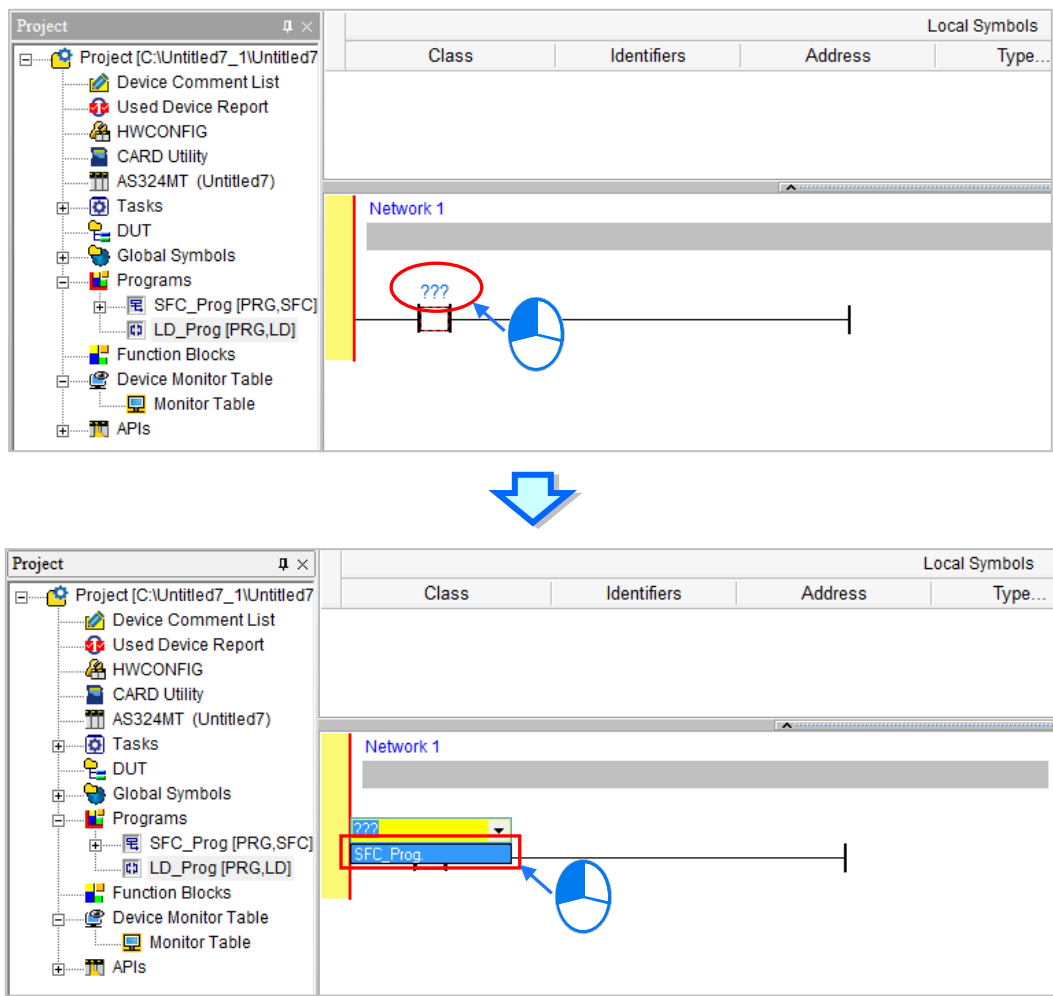 Project
Local Symbols
Class Identifiers Address Type...
Project [C:\Untitled7_1\Untitled7
Device Comment List
Used Device Report
HWCONFIG
CARD Utility
AS324MT (Untitled7)
Tasks
DUT
Global Symbols
Programs
SFC_Prog [PRG,SFC]
LD_Prog [PRG,LD]
Function Blocks
Device Monitor Table
Monitor Table
APIs
Network 1
???
Project
Local Symbols
Class Identifiers Address Type...
Project [C:\Untitled7_1\Untitled7
Device Comment List
Used Device Report
HWCONFIG
CARD Utility
AS324MT (Untitled7)
Tasks
DUT
Global Symbols
Programs
SFC_Prog [PRG,SFC]
LD_Prog [PRG,LD]
Function Blocks
Device Monitor Table
Monitor Table
APIs
Network 1
???
SFC_Prog.